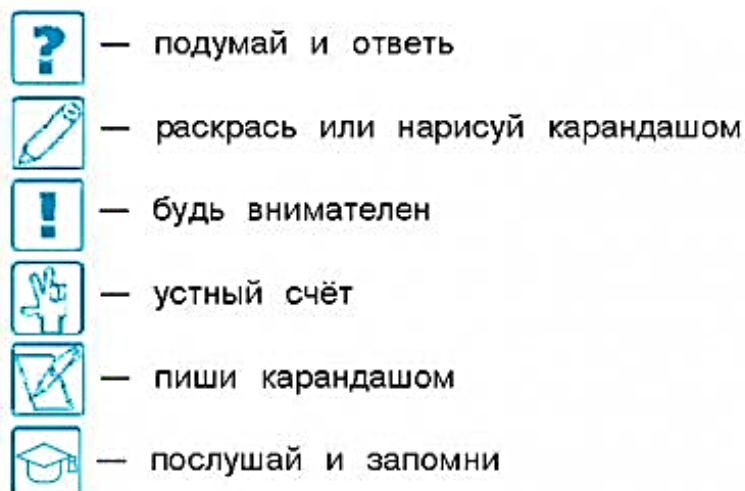 ? — подумай и ответь
— раскрась или нарисуй карандашом
! — будь внимателен
— устный счёт
— пиши карандашом
— послушай и запомни